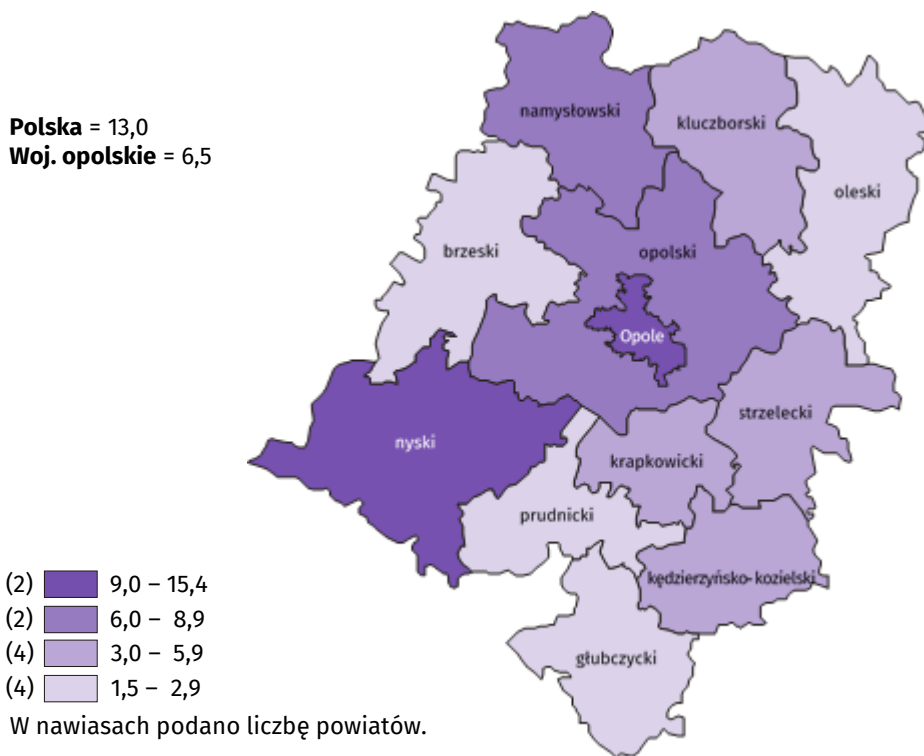 Polska = 13,0
Woj. opolskie = 6,5
namysłowski
kluczborski
oleski
brzeski
opolski
Opole
strzelecki
nyski
krapkowicki
prudnicki
kędzierzyńsko-kozielski
głubczycki
(2) 9,0 – 15,4
(2) 6,0 – 8,9
(4) 3,0 – 5,9
(4) 1,5 – 2,9
W nawiasach podano liczbę powiatów.